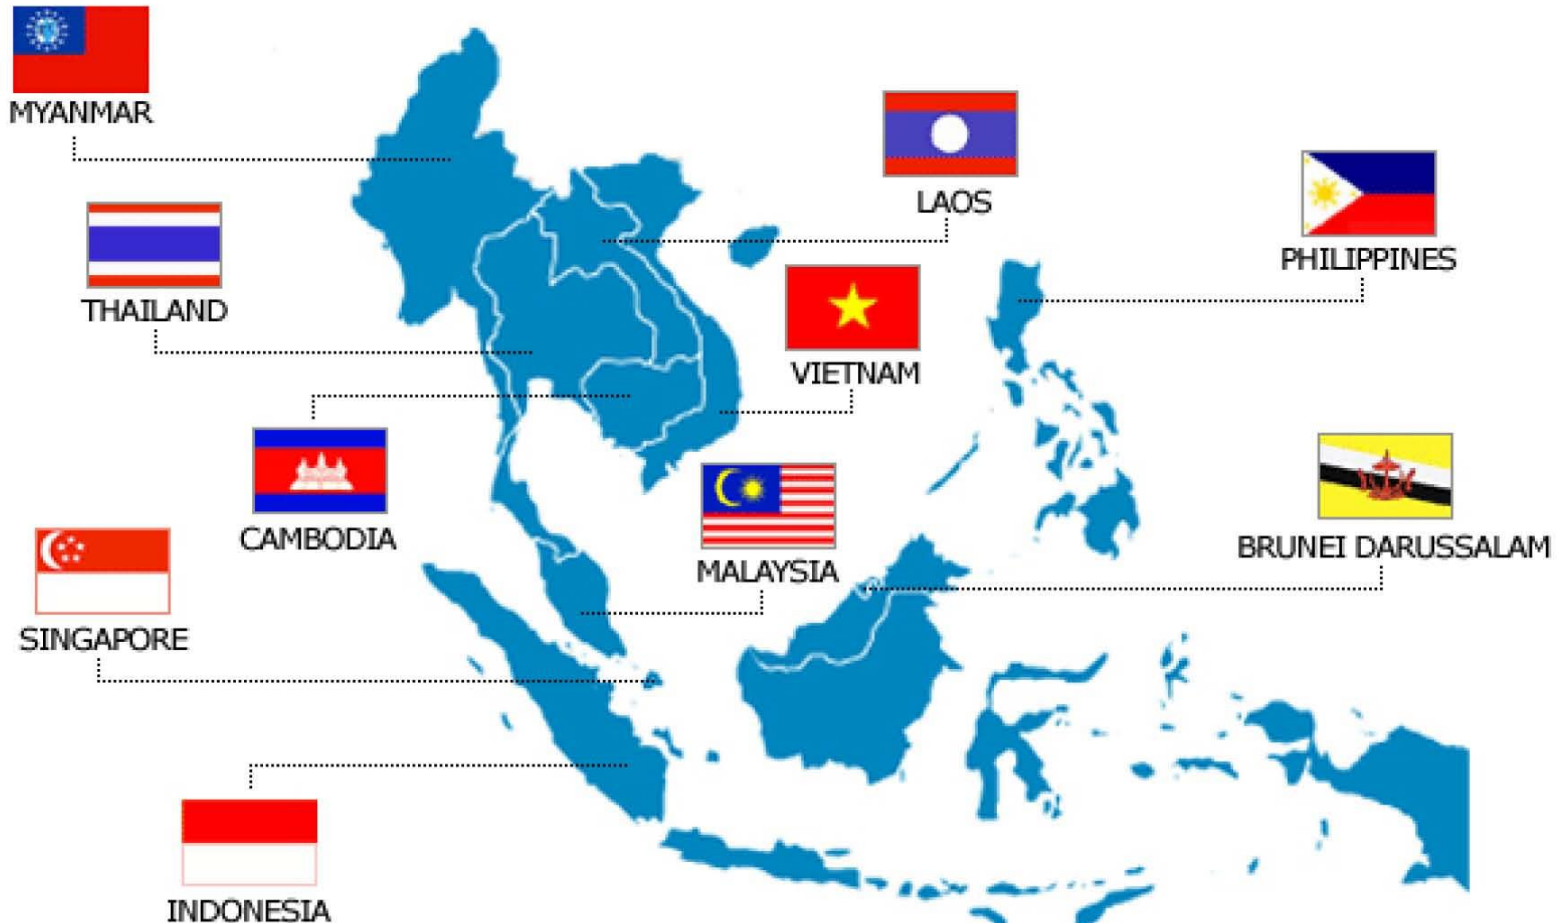 MYANMAR
LAOS
PHILIPPINES
THAILAND
VIETNAM
CAMBODIA
MALAYSIA
BRUNEI DARUSSALAM
SINGAPORE
INDONESIA